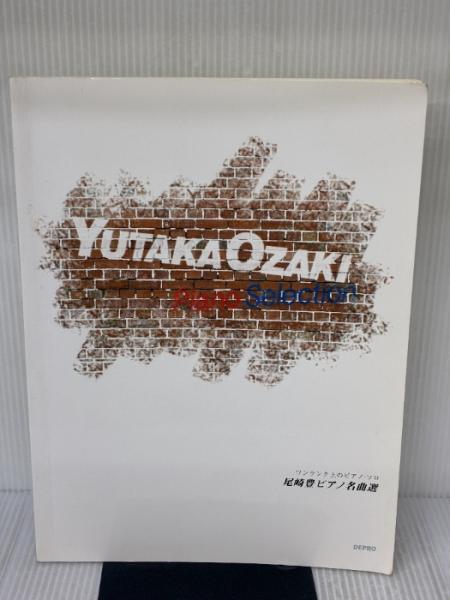 YUTAKA OZAKI
Piano Selection
ワンランク上のピアノ・ソロ
尾崎豊ピアノ名曲選
DEPRO